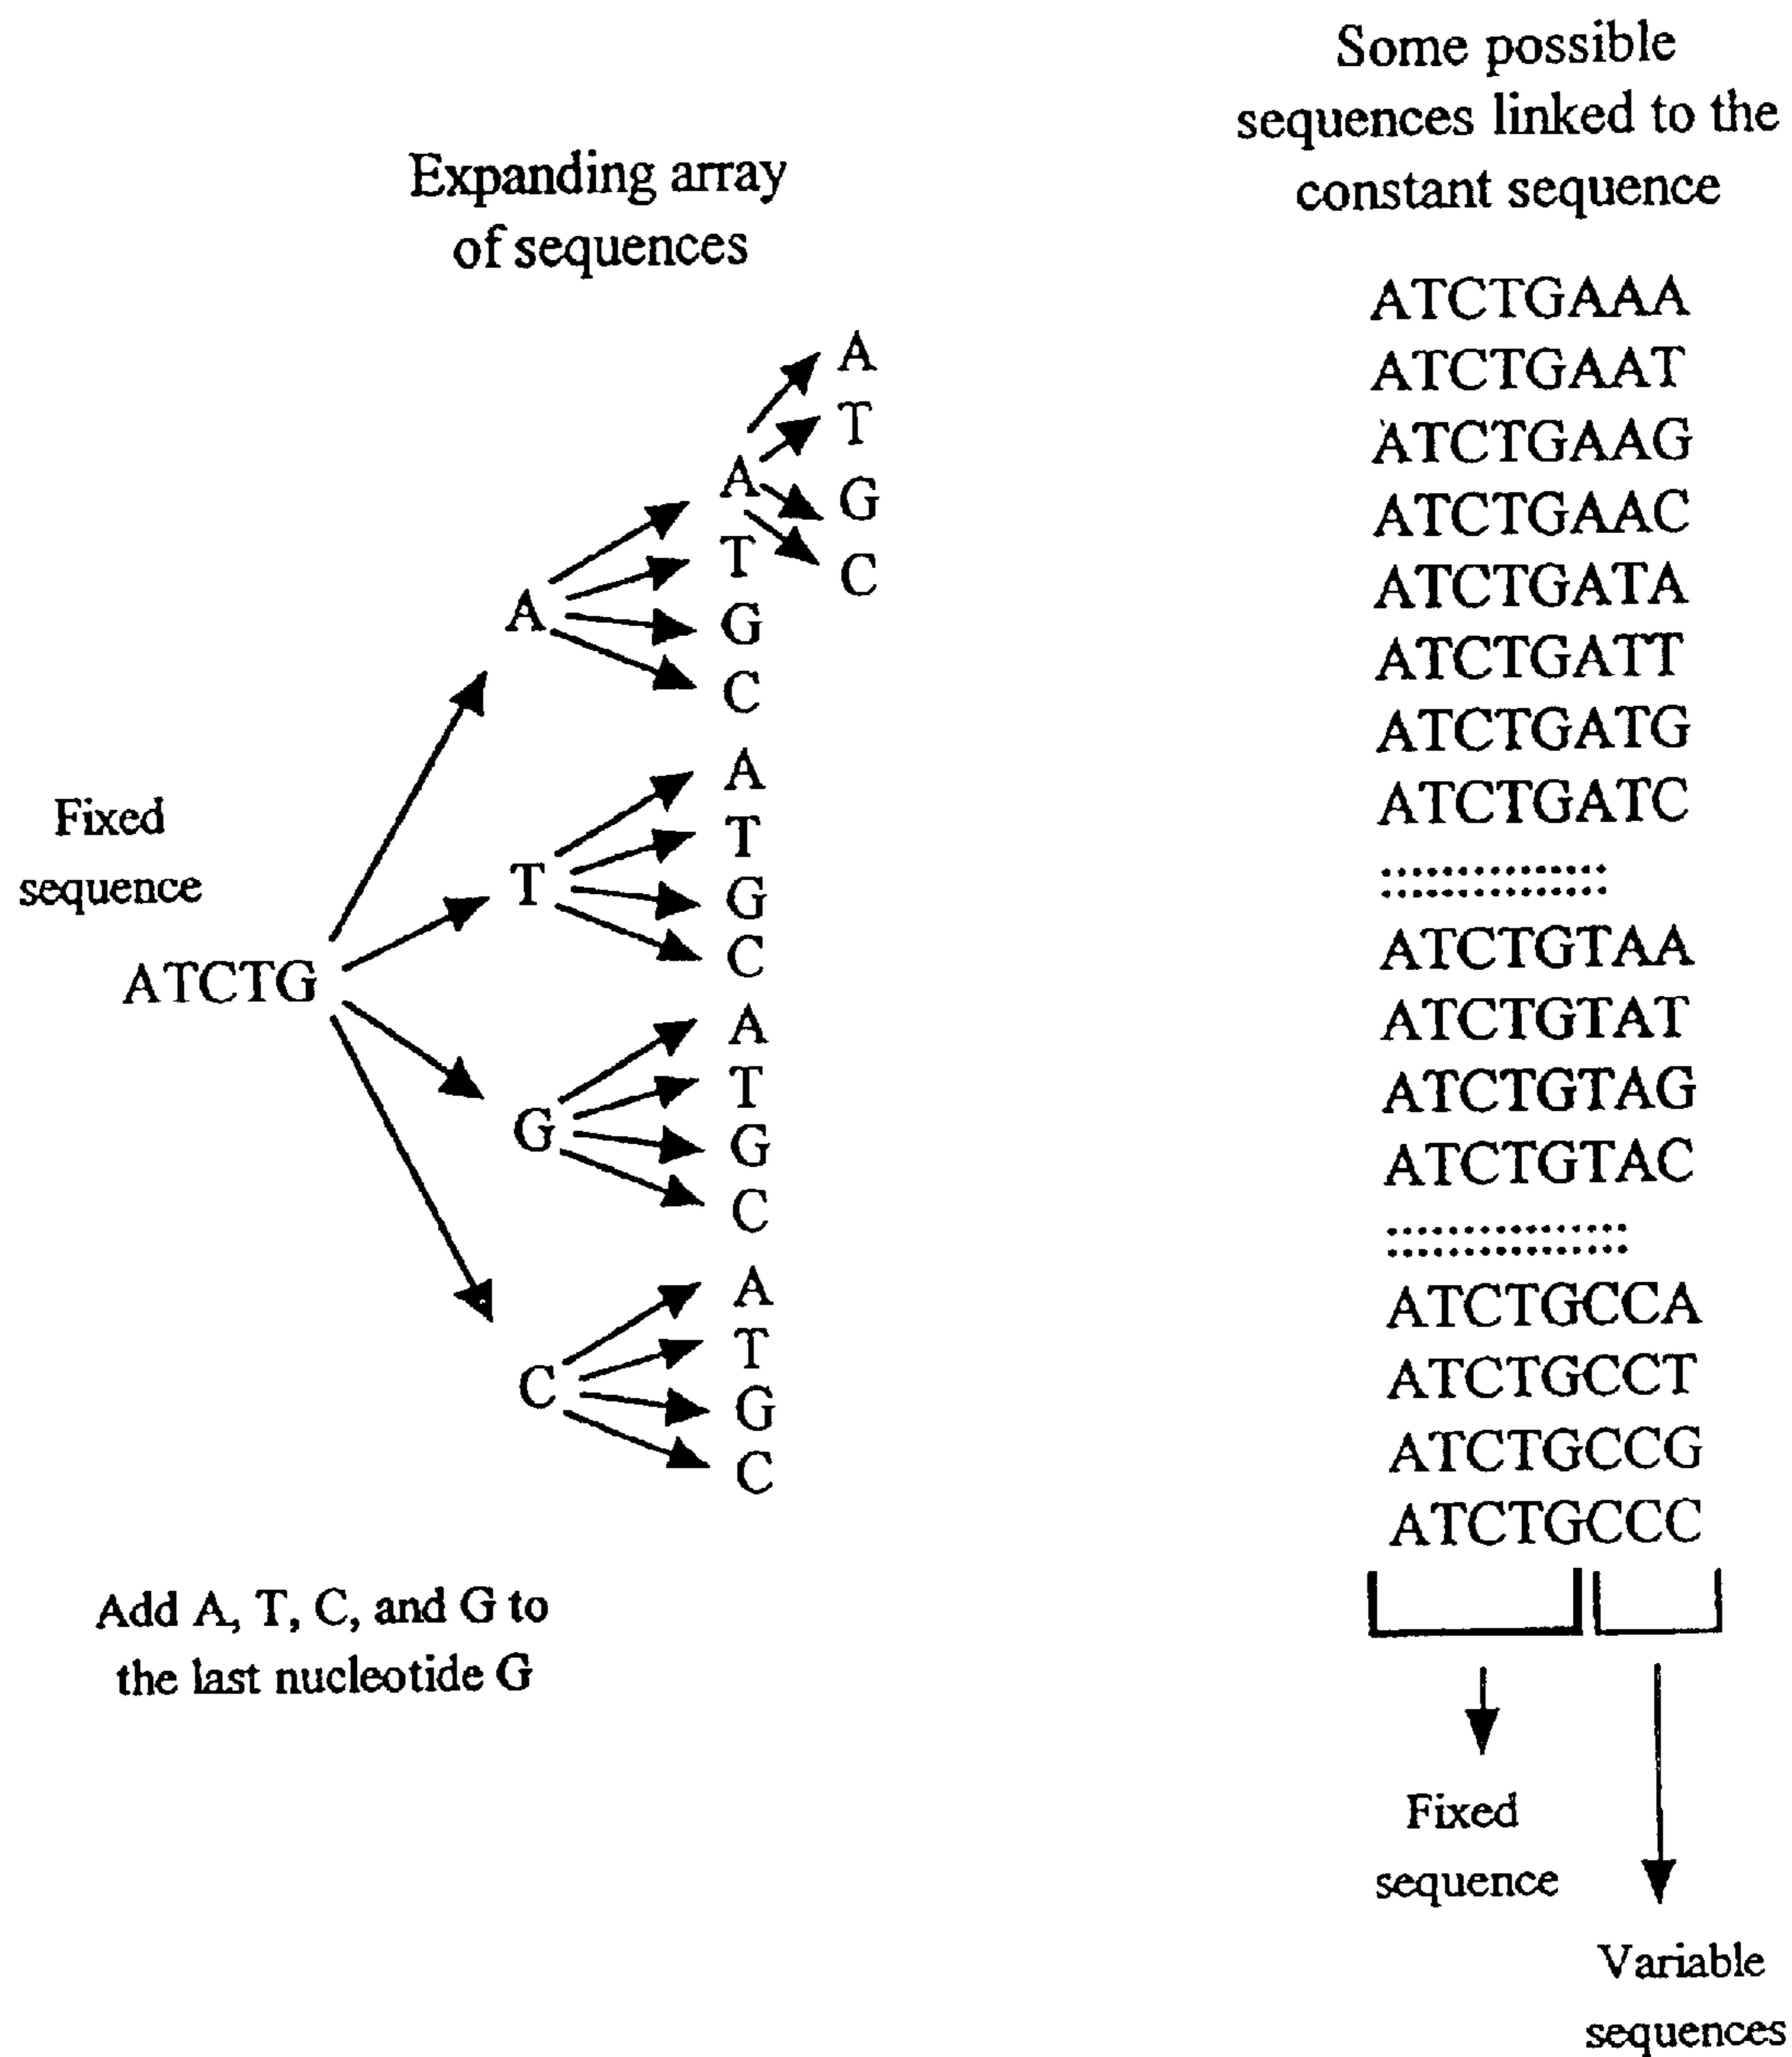 Some possible
sequences linked to the
constant sequence
Expanding array
of sequences
A
T
G
C
A
T
G
C
A
T
G
C
A
T
G
C
A
T
G
C
A
T
G
C
Fixed
sequence
ATCTG
Add A, T, C, and G to
the last nucleotide G
ATCTGAAA
ATCTGAAT
ATCTGAAG
ATCTGAAC
ATCTGATA
ATCTGATT
ATCTGATG
ATCTGATC
::::::::::::::
ATCTGTAA
ATCTGTAT
ATCTGTAG
ATCTGTAC
::::::::::::::::
ATCTGCCA
ATCTGCCT
ATCTGCCG
ATCTGCCC
Fixed
sequence
Variable
sequences